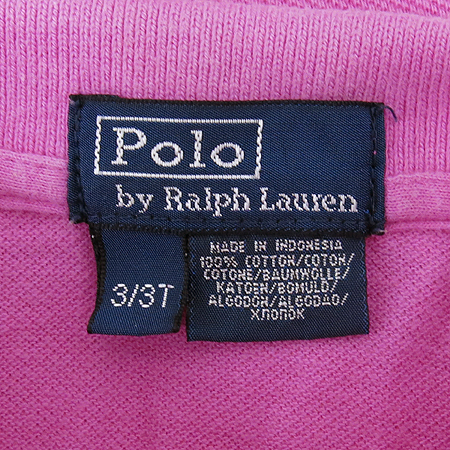 Polo
by Ralph Lauren
3/3T
MADE IN INDONESIA
100% COTTON/COTON/
COTONE/BAUMWOLLE/
KATOEN/BOMULD/
ALGODON/ALGODAO/
ХЛОПОК